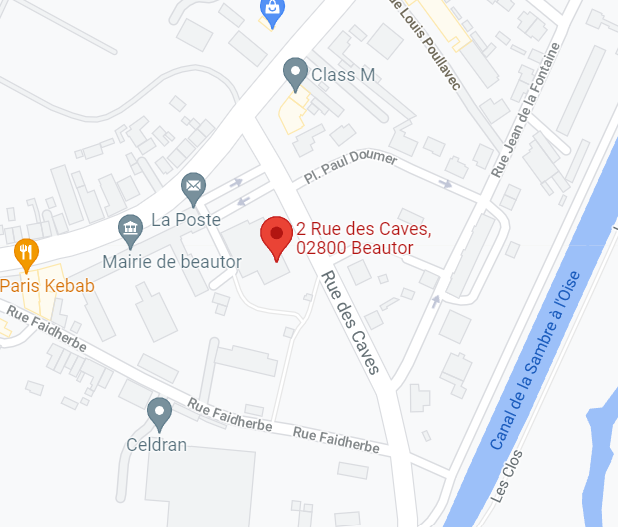 ue Louis Poullavec
Class M
Rue Jean de la Fontaine
Pl. Paul Doumer
La Poste
2 Rue des Caves,
02800 Beautor
Mairie de beautor
Paris Kebab
Rue Faidherbe
Rue des Caves
Canal de la Sambre à l'Oise
Rue Faidherbe
Rue Faidherbe
Celdran
Les Clos